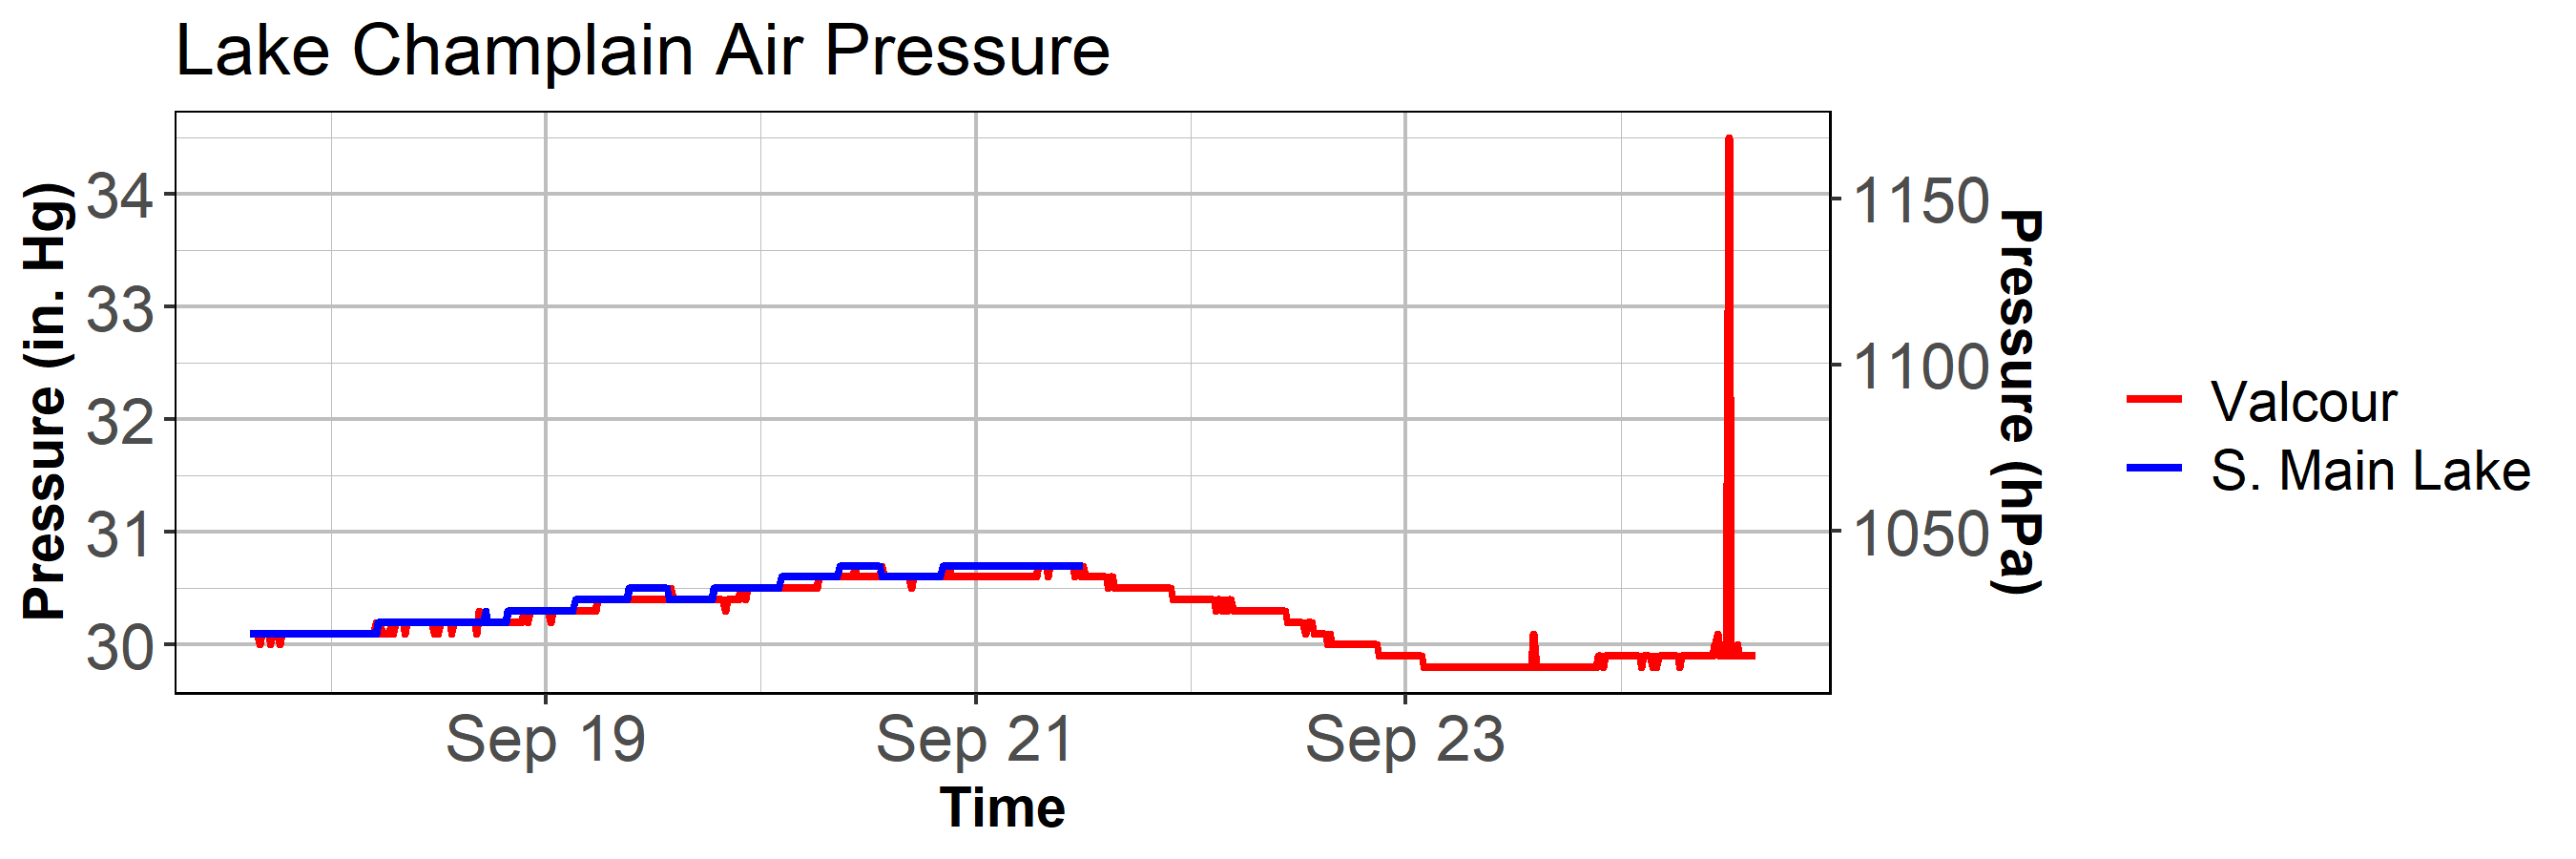 Lake Champlain Air Pressure
Pressure (in. Hg)
34
33
32
31
30
1150
1100
1050
Pressure (hPa)
Valcour
S. Main Lake
Sep 19 Sep 21 Sep 23
Time